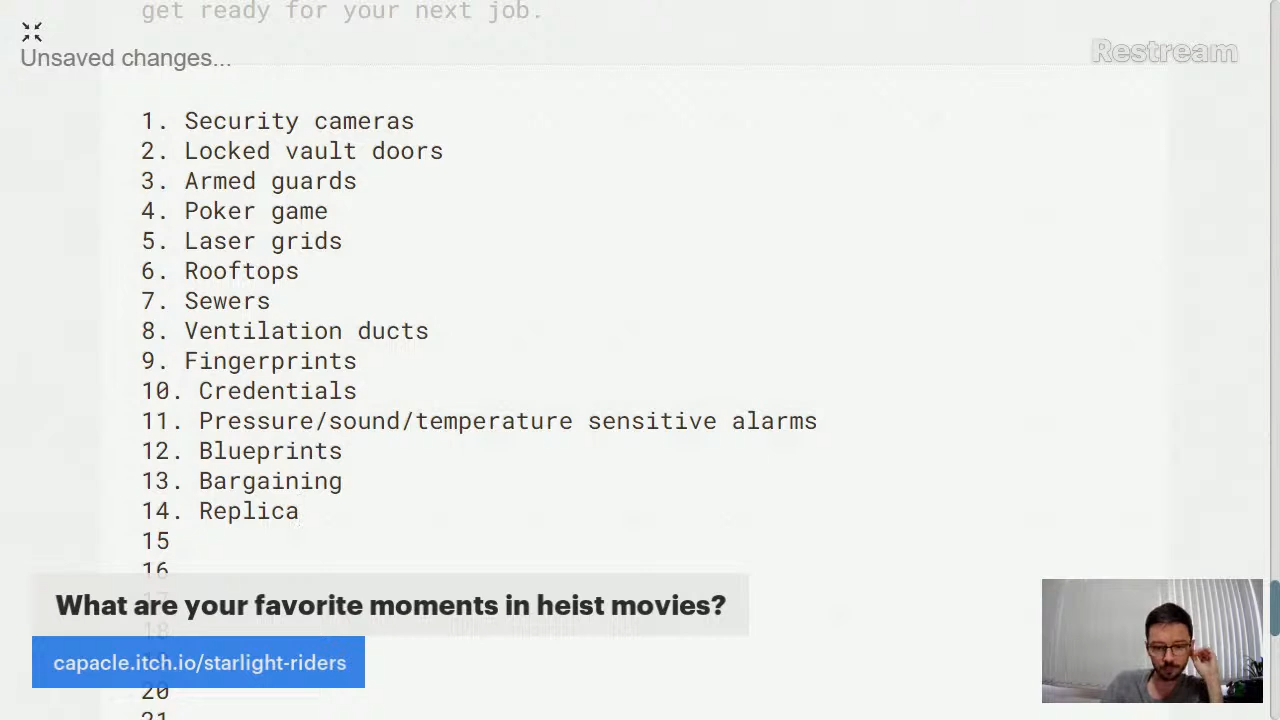 get ready for your next job.
Unsaved changes...
Restream
1. Security cameras
2. Locked vault doors
3. Armed guards
4. Poker game
5. Laser grids
6. Rooftops
7. Sewers
8. Ventilation ducts
9. Fingerprints
10. Credentials
11. Pressure/sound/temperature sensitive alarms
12. Blueprints
13. Bargaining
14. Replica
15
16
What are your favorite moments in heist movies?
18
capacle.itch.io/starlight-riders
20
21